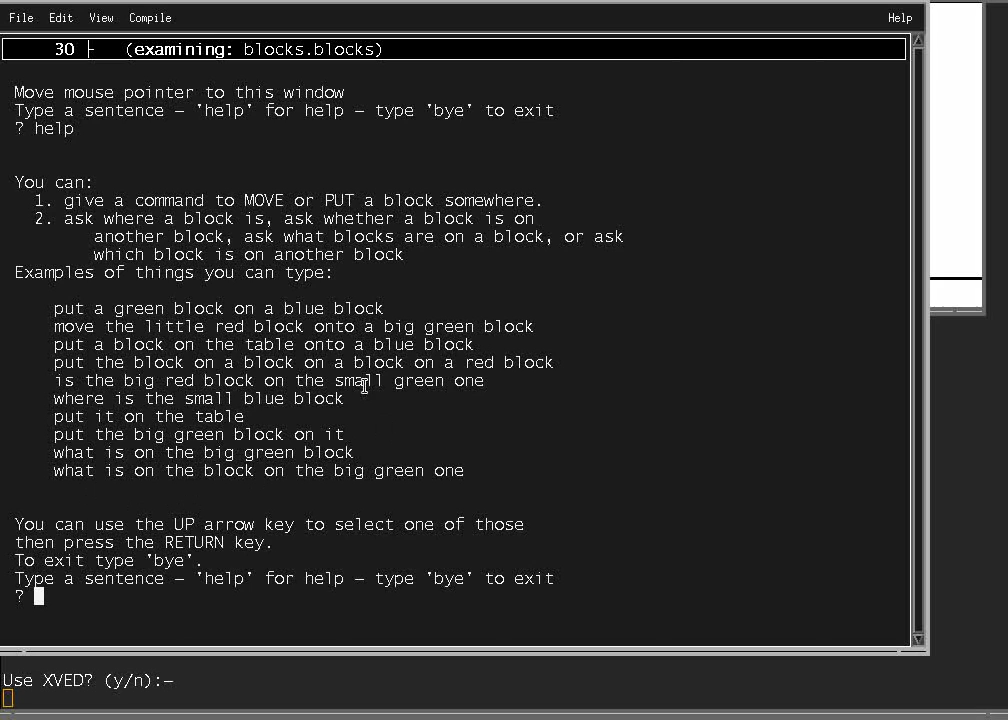 File Edit View Compile Help
30 ├ (examining: blocks.blocks)
Move mouse pointer to this window
Type a sentence – 'help' for help – type 'bye' to exit
? help
You can:
1. give a command to MOVE or PUT a block somewhere.
2. ask where a block is, ask whether a block is on
another block, ask what blocks are on a block, or ask
which block is on another block
Examples of things you can type:
put a green block on a blue block
move the little red block onto a big green block
put a block on the table onto a blue block
put the block on a block on a block on a red block
is the big red block on the small green one
where is the small blue block
put it on the table
put the big green block on it
what is on the big green block
what is on the block on the big green one
You can use the UP arrow key to select one of those
then press the RETURN key.
To exit type 'bye'.
Type a sentence – 'help' for help – type 'bye' to exit
?
Use XVED? (y/n):–